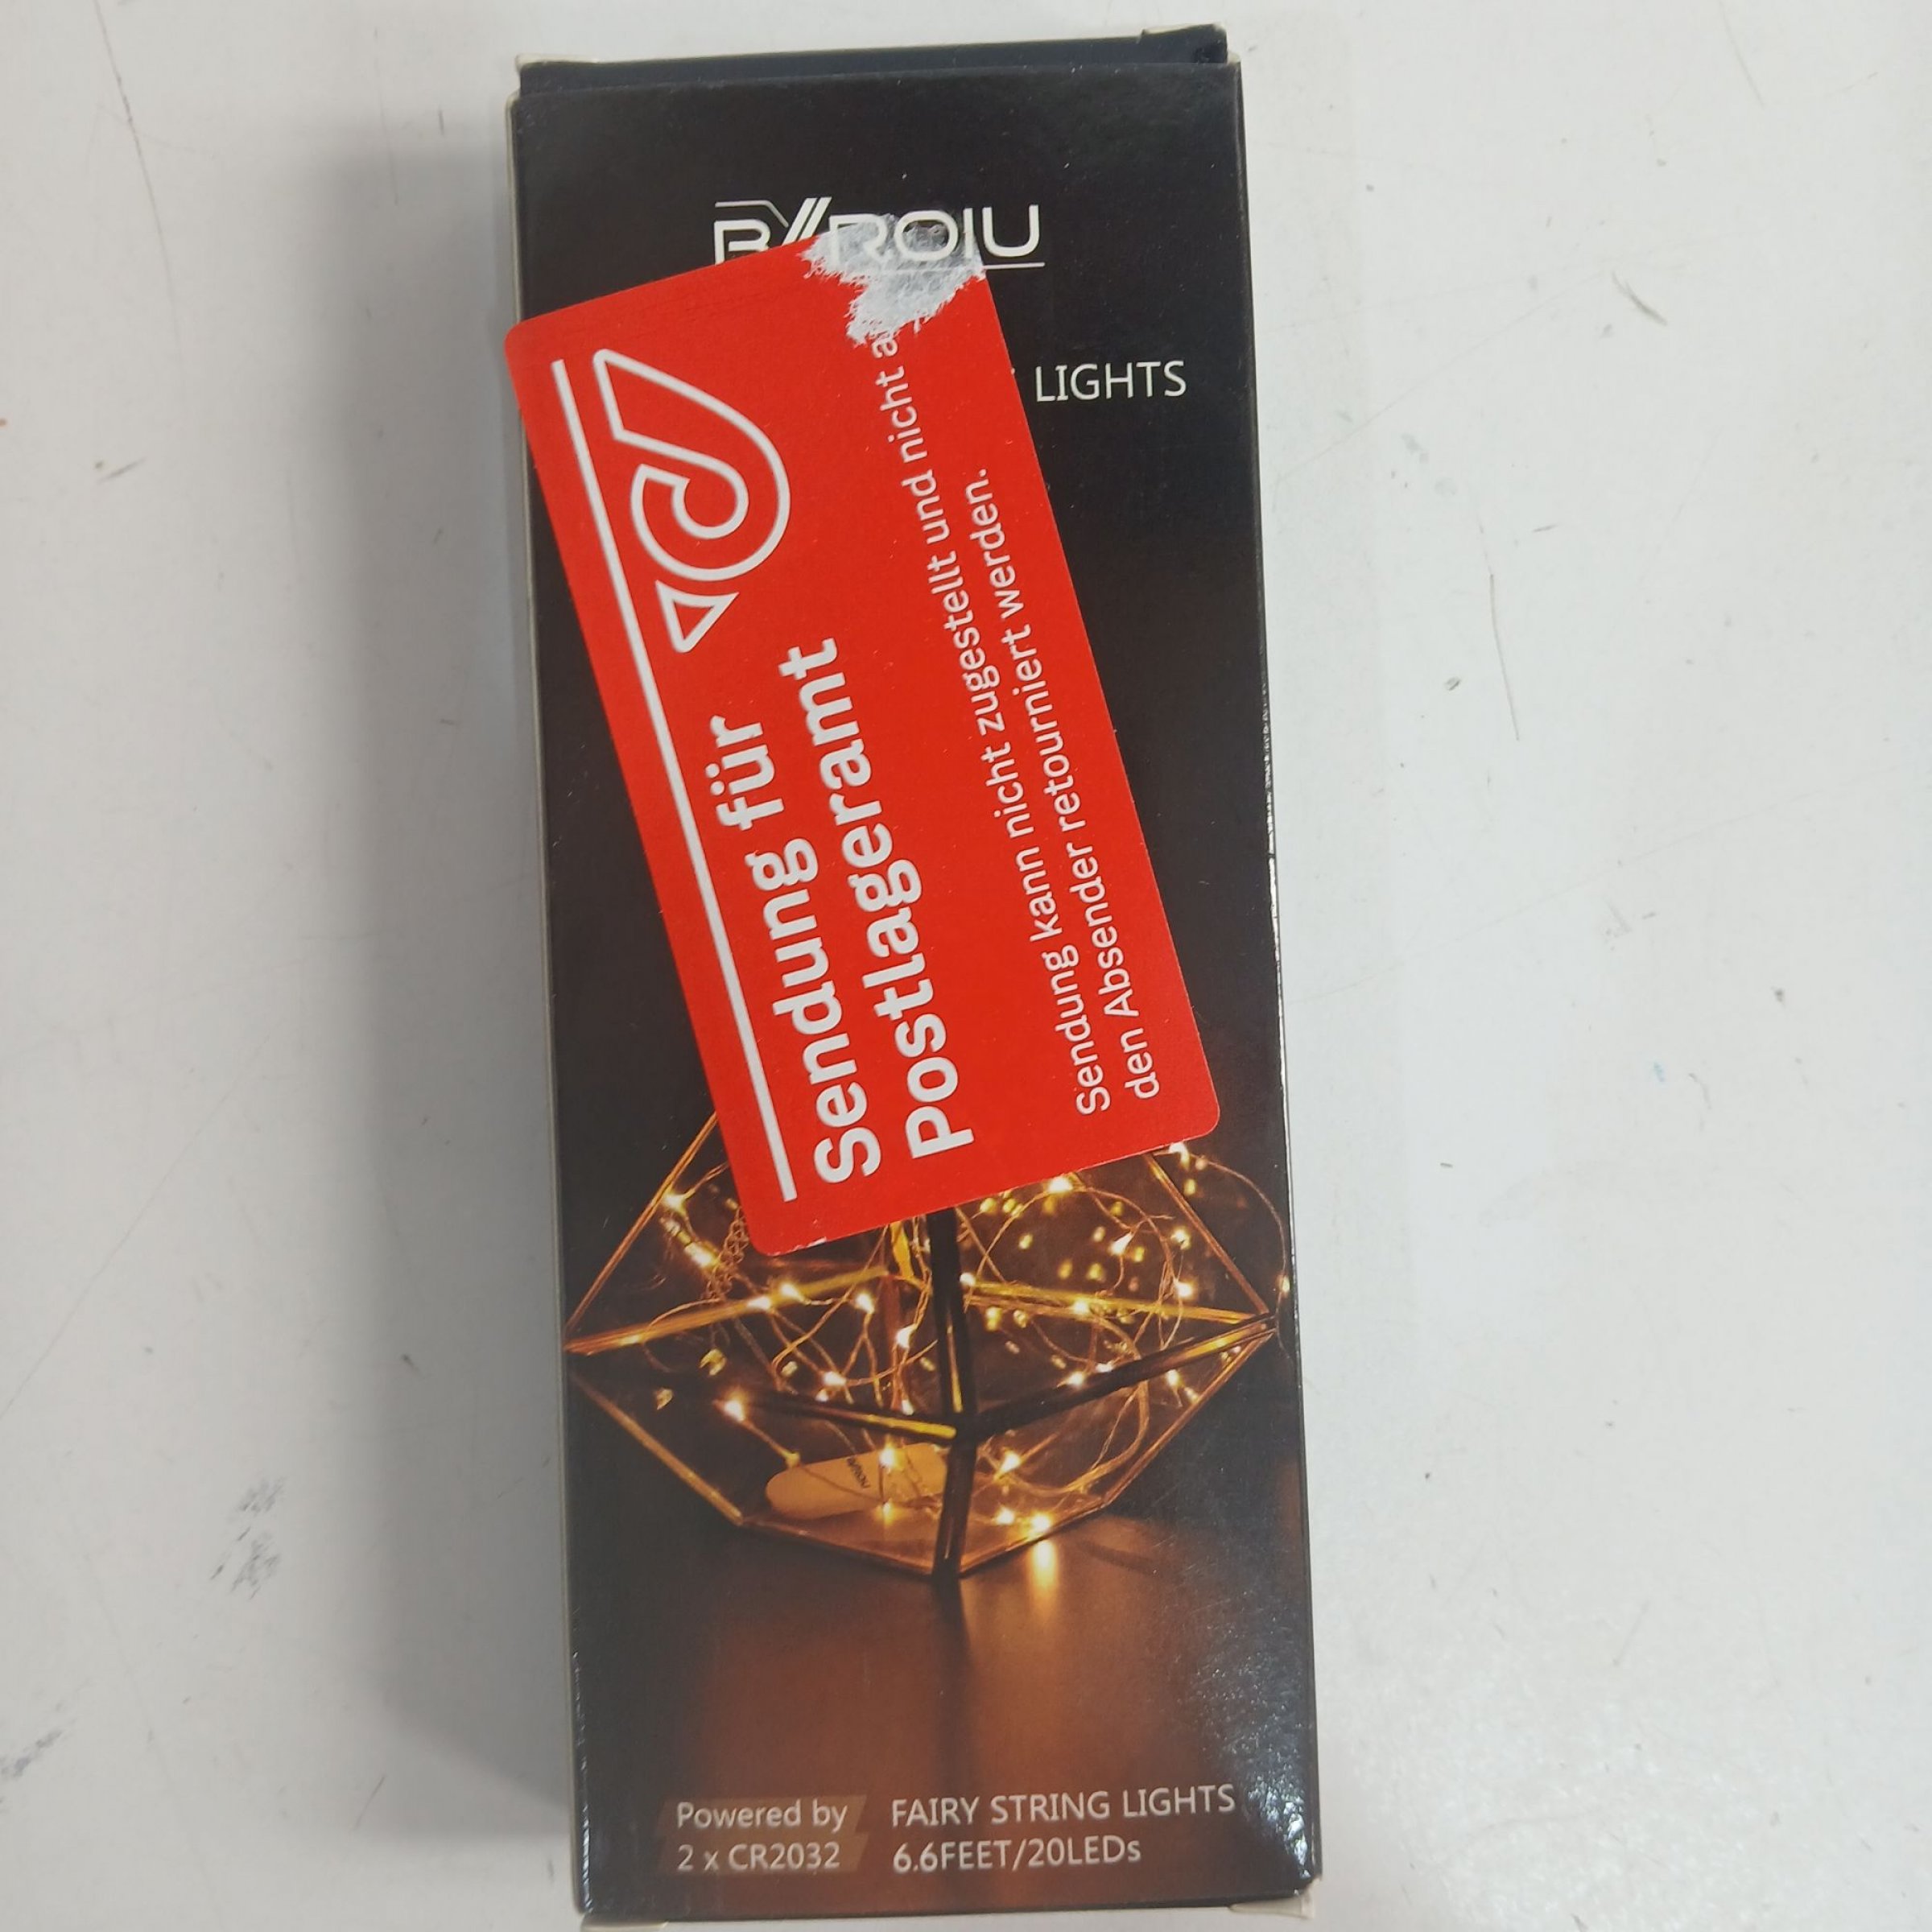 BYROIU
LIGHTS
Sendung für
Postlageramt
Sendung kann nicht zugestellt und nicht a
den Absender retourniert werden.
Powered by
2 x CR2032
FAIRY STRING LIGHTS
6.6FEET/20LEDs